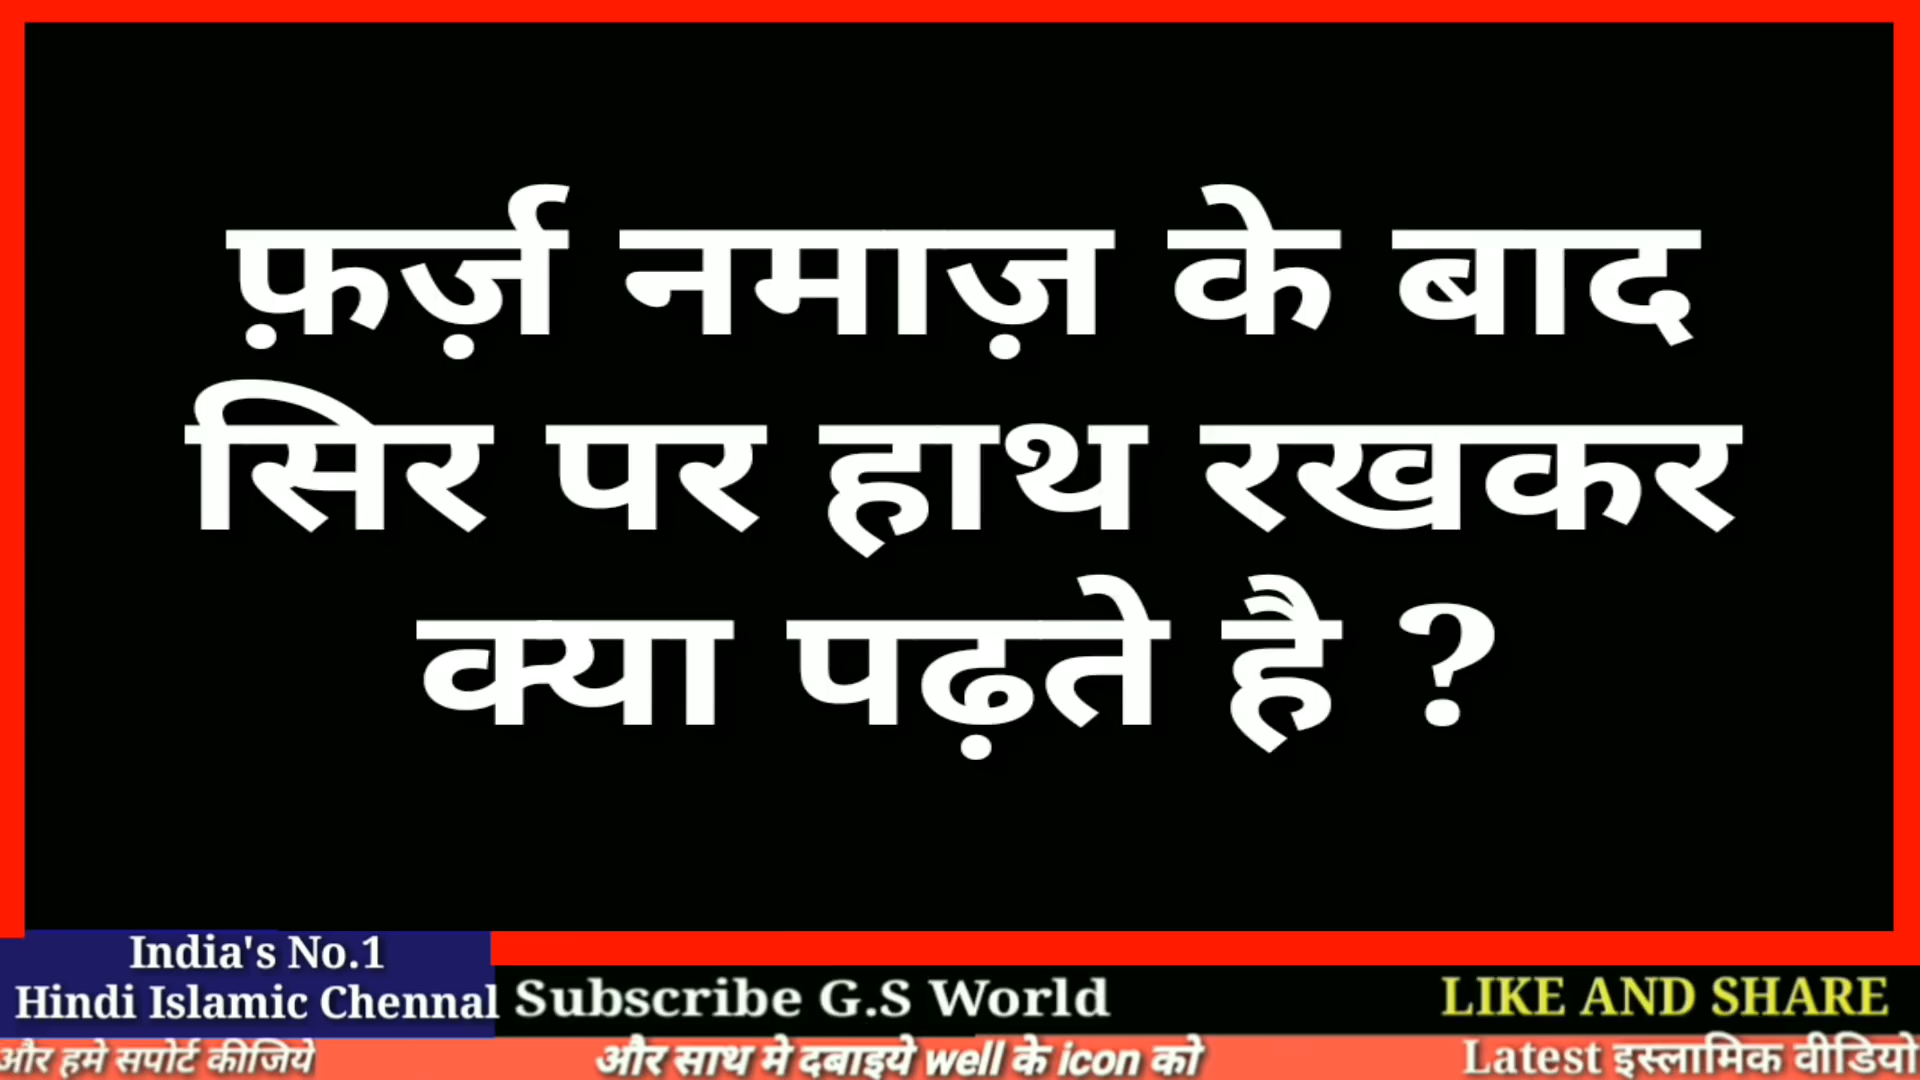 फ़र्ज़ नमाज़ के बाद
सिर पर हाथ रखकर
क्या पढ़ते है ?
India's No.1
Hindi Islamic Chennal
Subscribe G.S World
LIKE AND SHARE
और हमे सपोर्ट कीजिये
और साथ मे दबाइये well के icon को
Latest इस्लामिक वीडियो